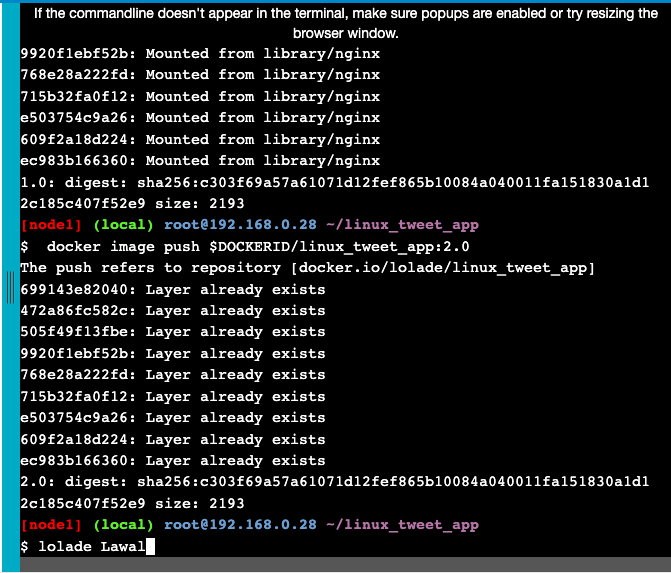 If the commandline doesn't appear in the terminal, make sure popups are enabled or try resizing the
browser window.
9920f1ebf52b: Mounted from library/nginx
768e28a222fd: Mounted from library/nginx
715b32fa0f12: Mounted from library/nginx
e503754c9a26: Mounted from library/nginx
609f2a18d224: Mounted from library/nginx
ec983b166360: Mounted from library/nginx
1.0: digest: sha256:c303f69a57a61071d12fef865b10084a040011fa151830a1d1
2c185c407f52e9 size: 2193
[node1] (local) root@192.168.0.28 ~/linux_tweet_app
$  docker image push $DOCKERID/linux_tweet_app:2.0
The push refers to repository [docker.io/lolade/linux_tweet_app]
699143e82040: Layer already exists
472a86fc582c: Layer already exists
505f49f13fbe: Layer already exists
9920f1ebf52b: Layer already exists
768e28a222fd: Layer already exists
715b32fa0f12: Layer already exists
e503754c9a26: Layer already exists
609f2a18d224: Layer already exists
ec983b166360: Layer already exists
2.0: digest: sha256:c303f69a57a61071d12fef865b10084a040011fa151830a1d1
2c185c407f52e9 size: 2193
[node1] (local) root@192.168.0.28 ~/linux_tweet_app
$ lolade Lawal